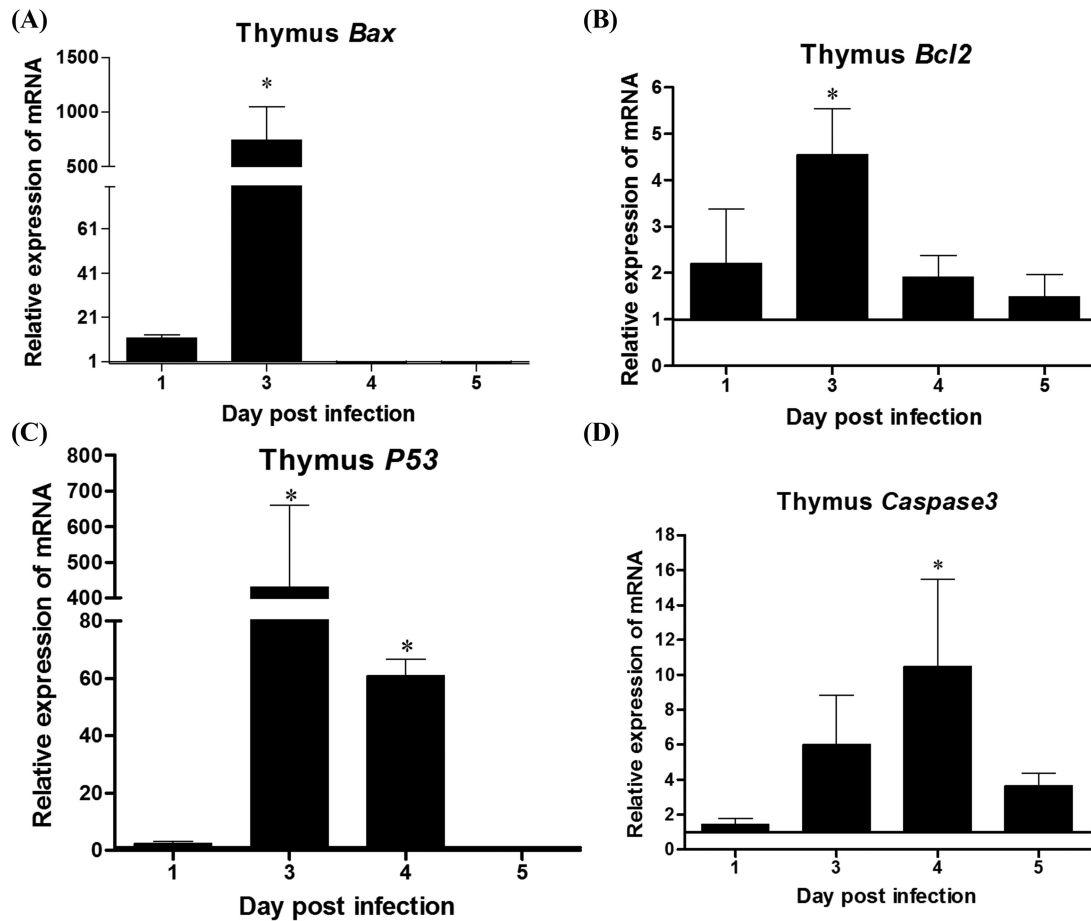 (A)
Thymus Bax
Relative expression of mRNA
1500
1000
500
61
41
21
1
*
1 3 4 5
Day post infection
(B)
Thymus Bcl2
Relative expression of mRNA
6
5
4
3
2
1
0
*
1 3 4 5
Day post infection
(C)
Thymus P53
Relative expression of mRNA
800
700
600
500
400
80
60
40
20
0
*
*
1 3 4 5
Day post infection
(D)
Thymus Caspase3
Relative expression of mRNA
18
16
14
12
10
8
6
4
2
0
*
1 3 4 5
Day post infection